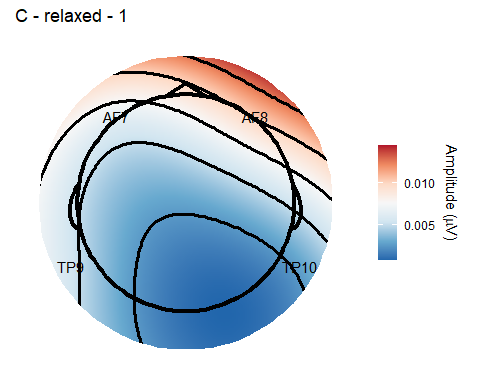 C - relaxed - 1
AF7
AF8
TP9
TP10
0.010
0.005
Amplitude (μV)